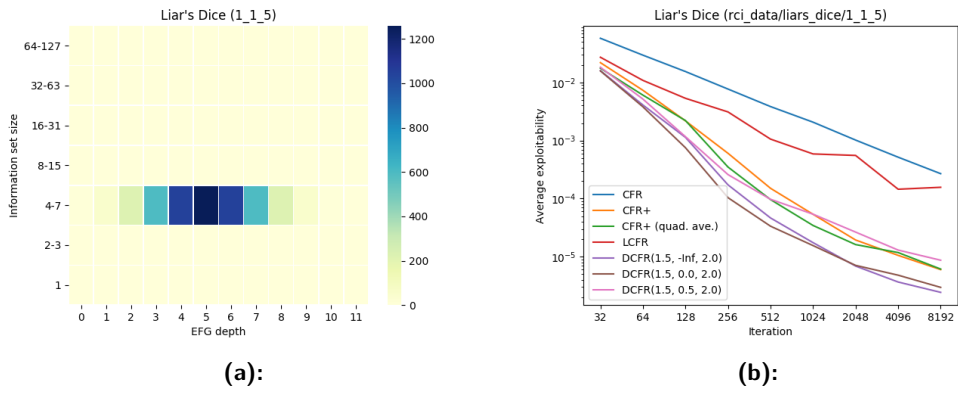 Liar's Dice (1_1_5)
64-127
32-63
16-31
8-15
4-7
2-3
1
Information set size
0 1 2 3 4 5 6 7 8 9 10 11
EFG depth
1200
1000
800
600
400
200
0
(a):
Liar's Dice (rci_data/liars_dice/1_1_5)
10⁻²
10⁻³
10⁻⁴
10⁻⁵
Average exploitability
CFR
CFR+
CFR+ (quad. ave.)
LCFR
DCFR(1.5, -Inf, 2.0)
DCFR(1.5, 0.0, 2.0)
DCFR(1.5, 0.5, 2.0)
32 64 128 256 512 1024 2048 4096 8192
Iteration
(b):